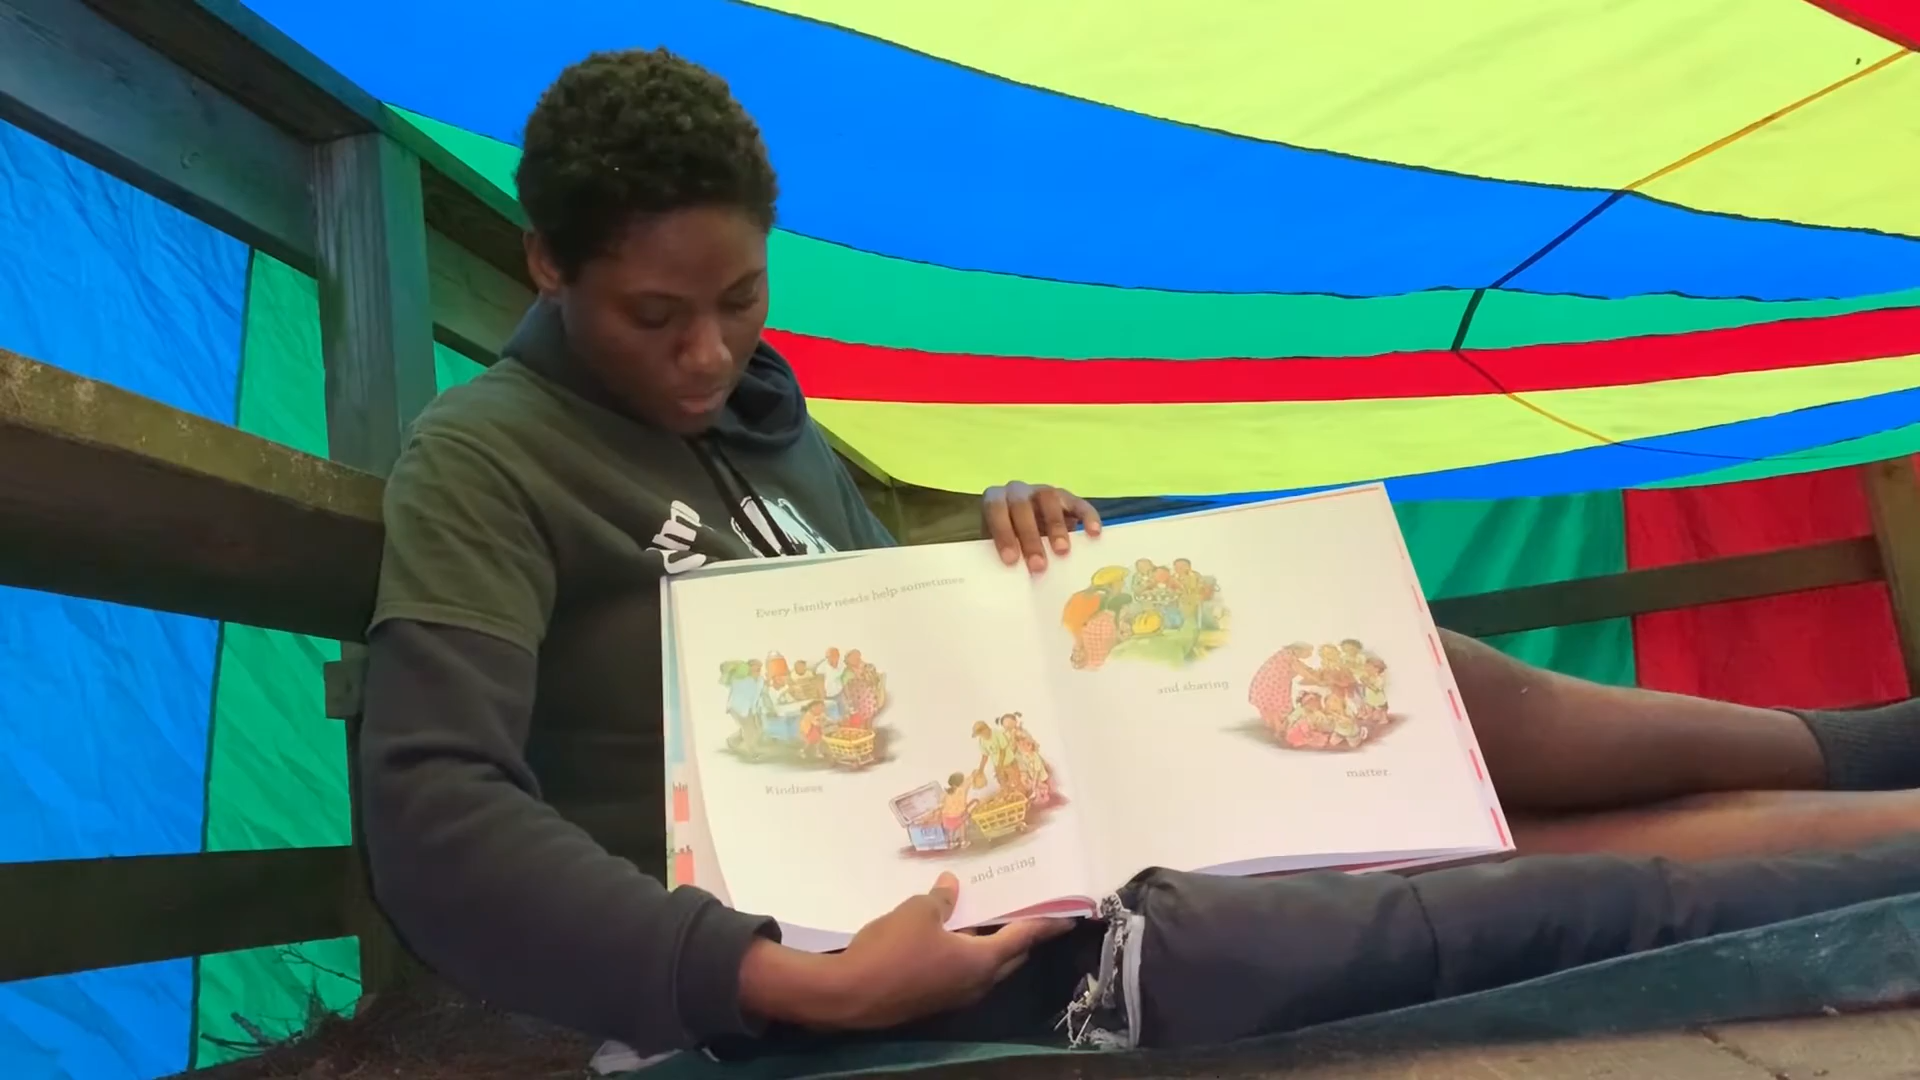 Every family needs help sometimes
Kindness
and caring
and sharing
matter.